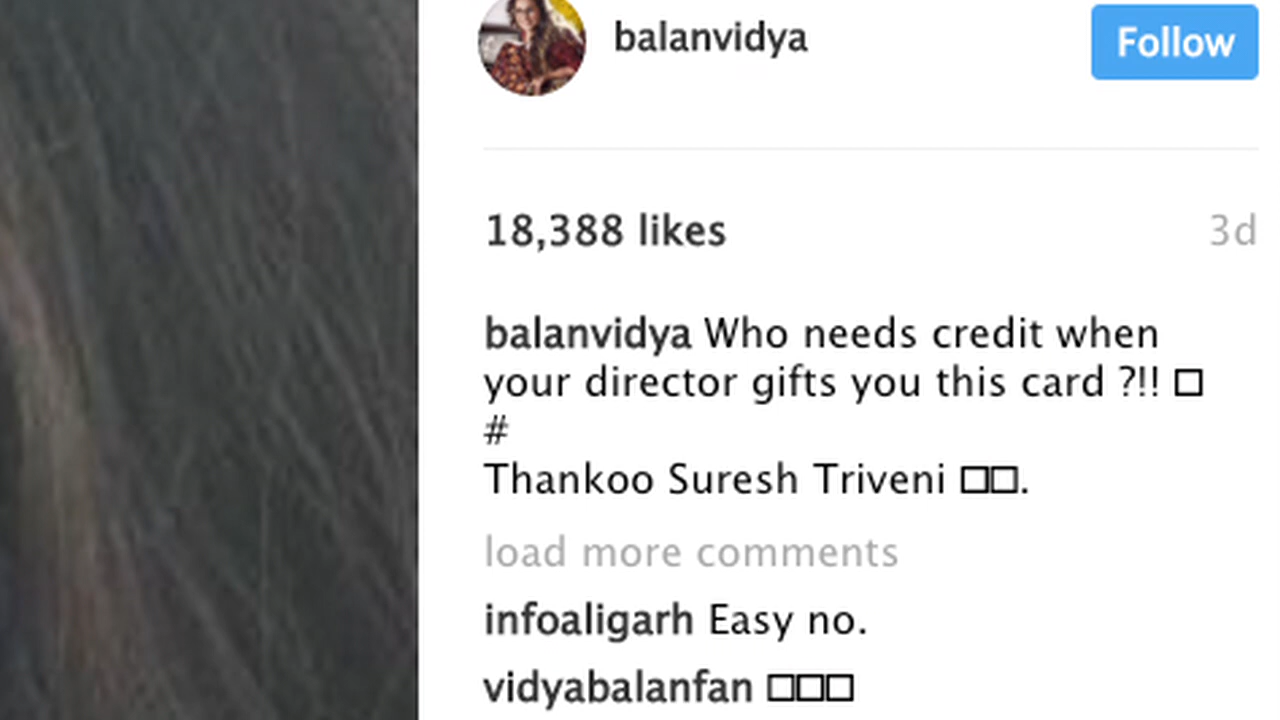 balanvidya
Follow
18,388 likes
3d
balanvidya Who needs credit when
your director gifts you this card ?!! □
#
Thankoo Suresh Triveni □□.
load more comments
infoaligarh Easy no.
vidyabalanfan □□□